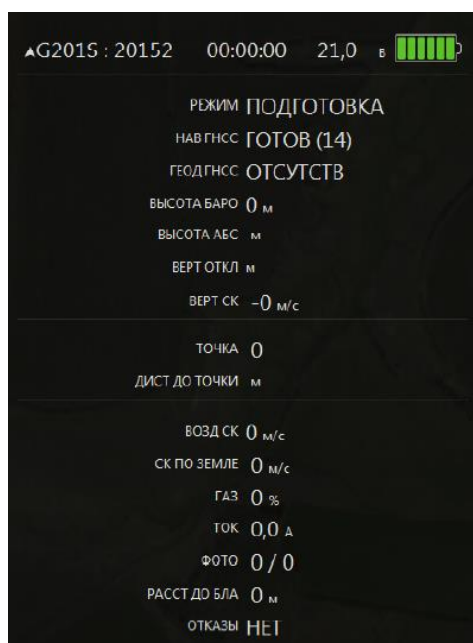 G201S : 20152 00:00:00 21,0 в
РЕЖИМ ПОДГОТОВКА
НАВ ГНСС ГОТОВ (14)
ГЕОД ГНСС ОТСУТСТВ
ВЫСОТА БАРО 0 м
ВЫСОТА АБС м
ВЕРТ ОТКЛ м
ВЕРТ СК -0 м/с
ТОЧКА 0
ДИСТ ДО ТОЧКИ м
ВОЗД СК 0 м/с
СК ПО ЗЕМЛЕ 0 м/с
ГАЗ 0 %
ТОК 0,0 А
ФОТО 0 / 0
РАССТ ДО БЛА 0 м
ОТКАЗЫ НЕТ